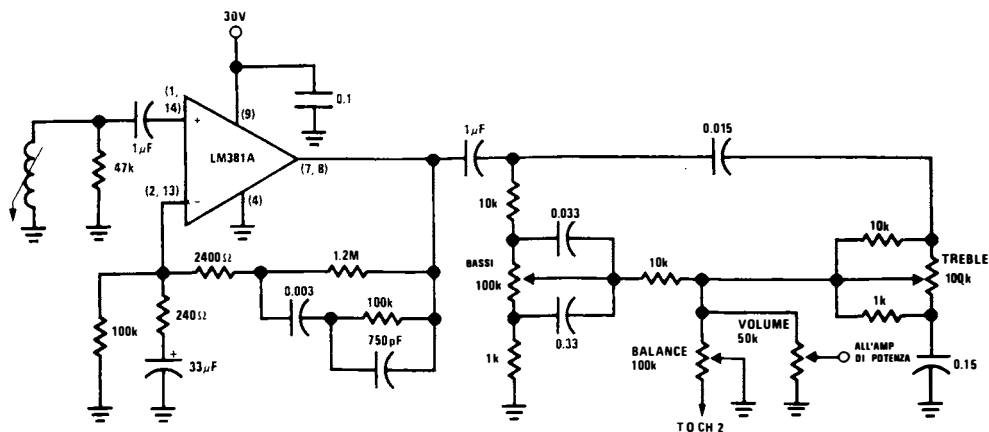 30V
0.1
(1,
14)
(9)
1µF
+
LM381A
(7, 8)
47k
(2, 13)
−
(4)
1µF
0.015
10k
0.033
BASSI
100k
10k
0.33
1k
10k
TREBLE
100k
1k
VOLUME
50k
ALL'AMP
DI POTENZA
BALANCE
100k
0.15
TO CH 2
2400Ω
1.2M
0.003
100k
750pF
100k
240Ω
+
33µF